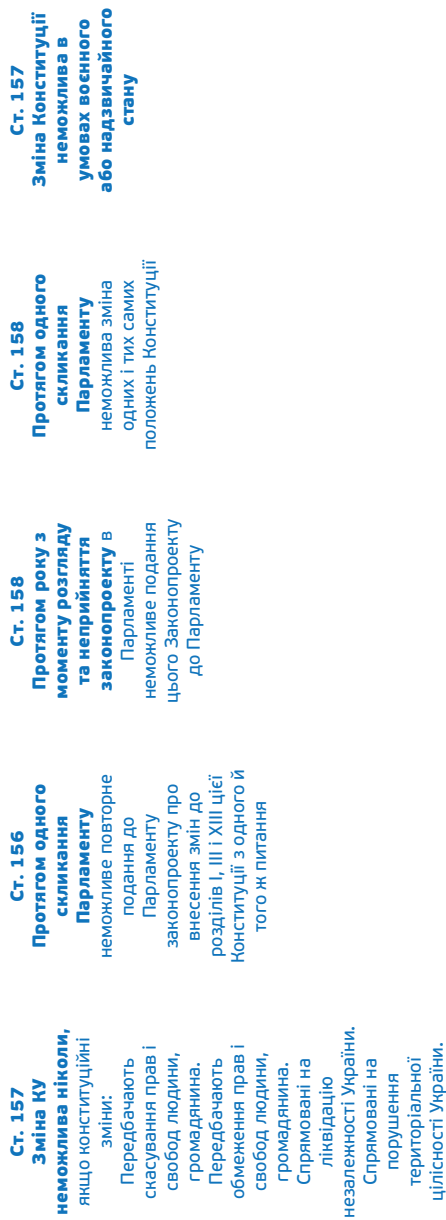 Ст. 157
Зміна КУ
неможлива ніколи,
якщо конституційні
зміни:
Передбачають
скасування прав і
свобод людини,
громадянина.
Передбачають
обмеження прав і
свобод людини,
громадянина.
Спрямовані на
ліквідацію
незалежності України.
Спрямовані на
порушення
територіальної
цілісності України.
Ст. 156
Протягом одного
скликання
Парламенту
неможливе повторне
подання до
Парламенту
законопроекту про
внесення змін до
розділів I, III і XIII цієї
Конституції з одного й
того ж питання
Ст. 158
Протягом року з
моменту розгляду
та неприйняття
законопроекту в
Парламенті
неможливе подання
цього Законопроекту
до Парламенту
Ст. 158
Протягом одного
скликання
Парламенту
неможлива зміна
одних і тих самих
положень Конституції
Ст. 157
Зміна Конституції
неможлива в
умовах воєнного
або надзвичайного
стану